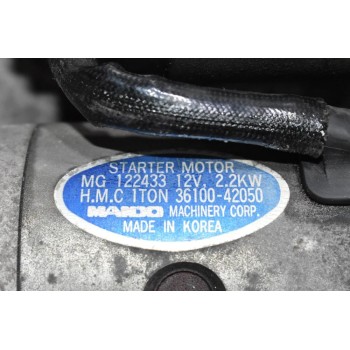 STARTER MOTOR
MG 122433 12V, 2.2KW
H.M.C 1TON 36100-42050
MANDO MACHINERY CORP.
MADE IN KOREA